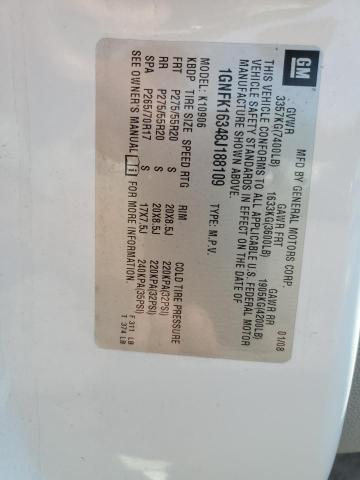 GM
MFD BY GENERAL MOTORS CORP. 01/08
GVWR GAWR FRT GAWR RR
3357KG(7400LB) 1633KG(3600LB) 1905KG(4200LB)
THIS VEHICLE CONFORMS TO ALL APPLICABLE U.S. FEDERAL MOTOR
VEHICLE SAFETY STANDARDS IN EFFECT ON THE DATE OF
MANUFACTURE SHOWN ABOVE.
1GNFK16348J188109 TYPE: M.P.V.
MODEL: K10906
KBDP TIRE SIZE SPEED RTG RIM COLD TIRE PRESSURE
FRT P275/55R20 S 20X8.5J 220KPA(32PSI)
RR P275/55R20 S 20X8.5J 220KPA(32PSI)
SPA P265/70R17 S 17X7.5J 240KPA(35PSI)
SEE OWNER'S MANUAL FOR MORE INFORMATION.
F 311 LB
T 374 LB